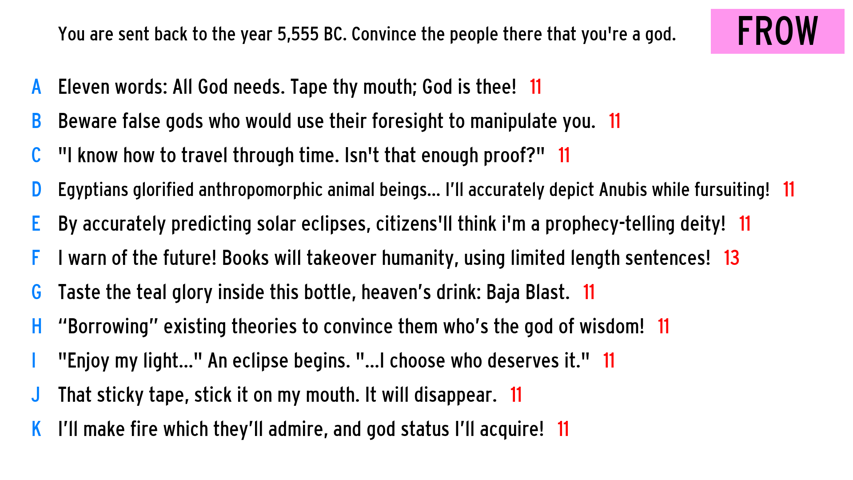 You are sent back to the year 5,555 BC. Convince the people there that you're a god.
FROW
A Eleven words: All God needs. Tape thy mouth; God is thee! 11
B Beware false gods who would use their foresight to manipulate you. 11
C "I know how to travel through time. Isn't that enough proof?" 11
D Egyptians glorified anthropomorphic animal beings... I’ll accurately depict Anubis while fursuiting! 11
E By accurately predicting solar eclipses, citizens'll think i'm a prophecy-telling deity! 11
F I warn of the future! Books will takeover humanity, using limited length sentences! 13
G Taste the teal glory inside this bottle, heaven’s drink: Baja Blast. 11
H “Borrowing” existing theories to convince them who’s the god of wisdom! 11
I "Enjoy my light..." An eclipse begins. "...I choose who deserves it." 11
J That sticky tape, stick it on my mouth. It will disappear. 11
K I’ll make fire which they’ll admire, and god status I’ll acquire! 11